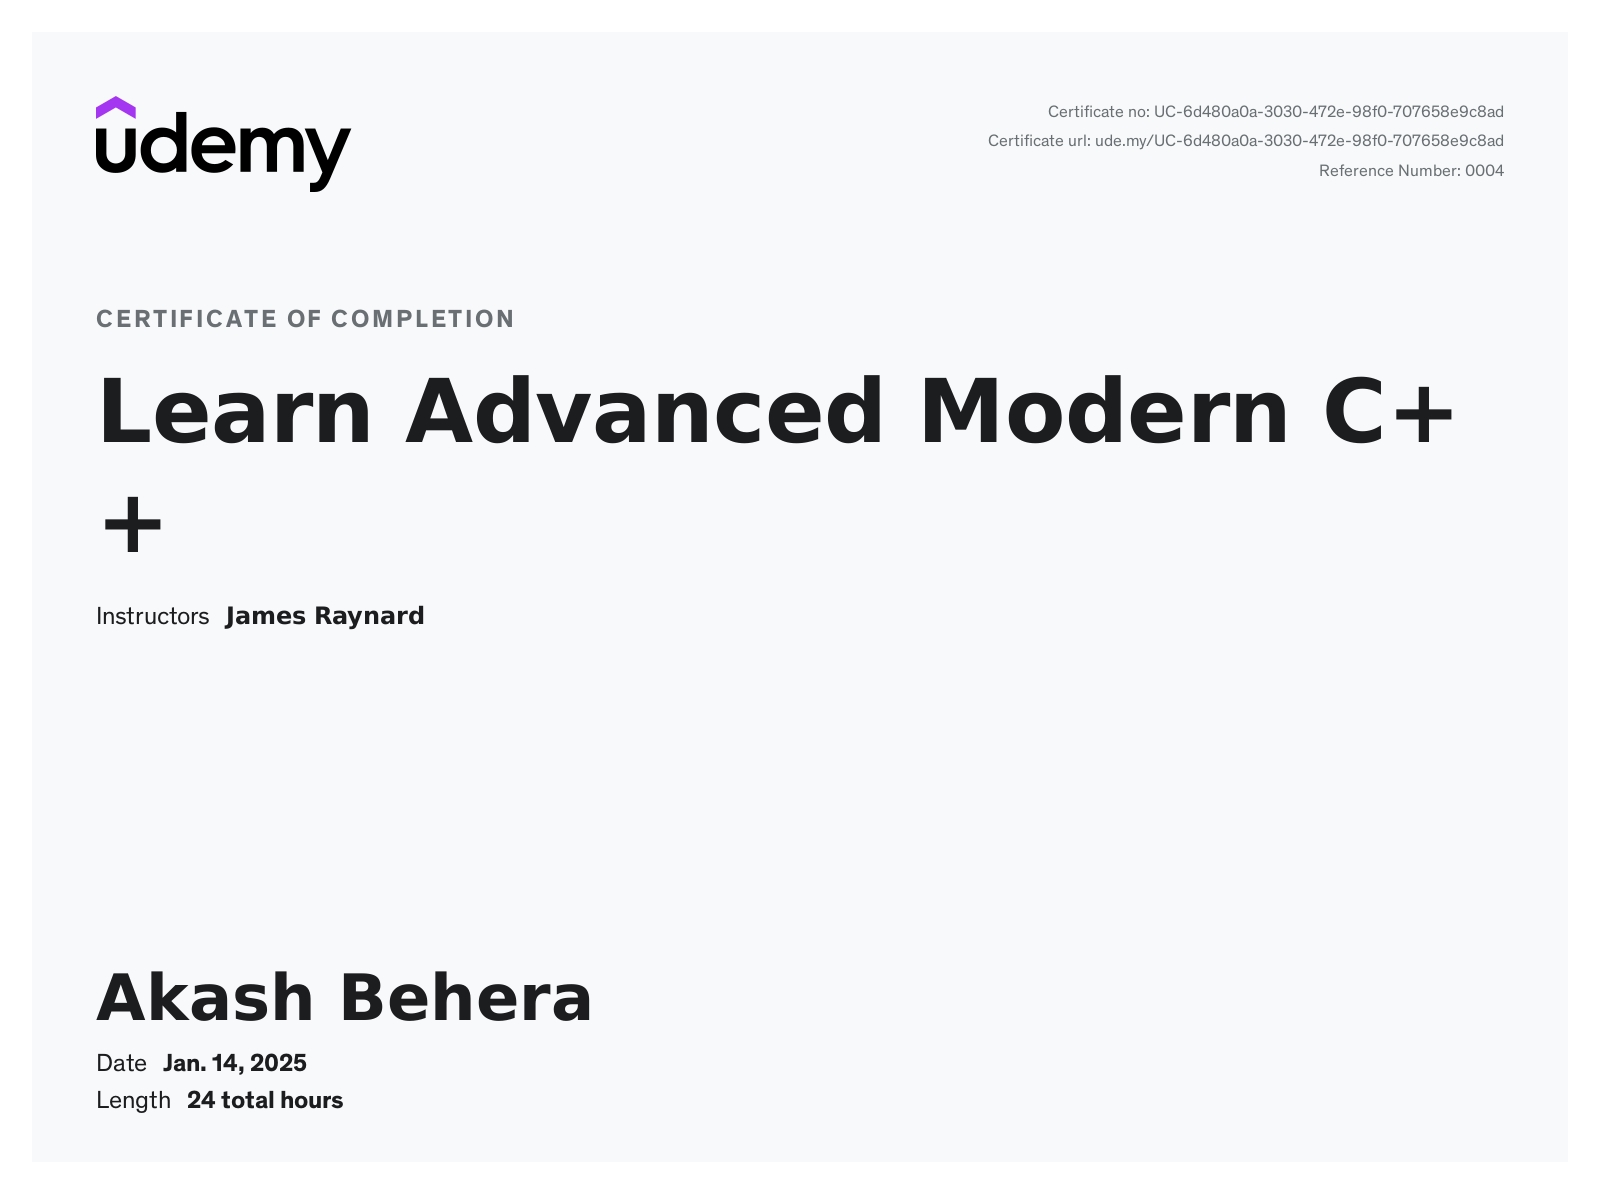 udemy
Certificate no: UC-6d480a0a-3030-472e-98f0-707658e9c8ad
Certificate url: ude.my/UC-6d480a0a-3030-472e-98f0-707658e9c8ad
Reference Number: 0004
CERTIFICATE OF COMPLETION
Learn Advanced Modern C+
+
Instructors James Raynard
Akash Behera
Date Jan. 14, 2025
Length 24 total hours